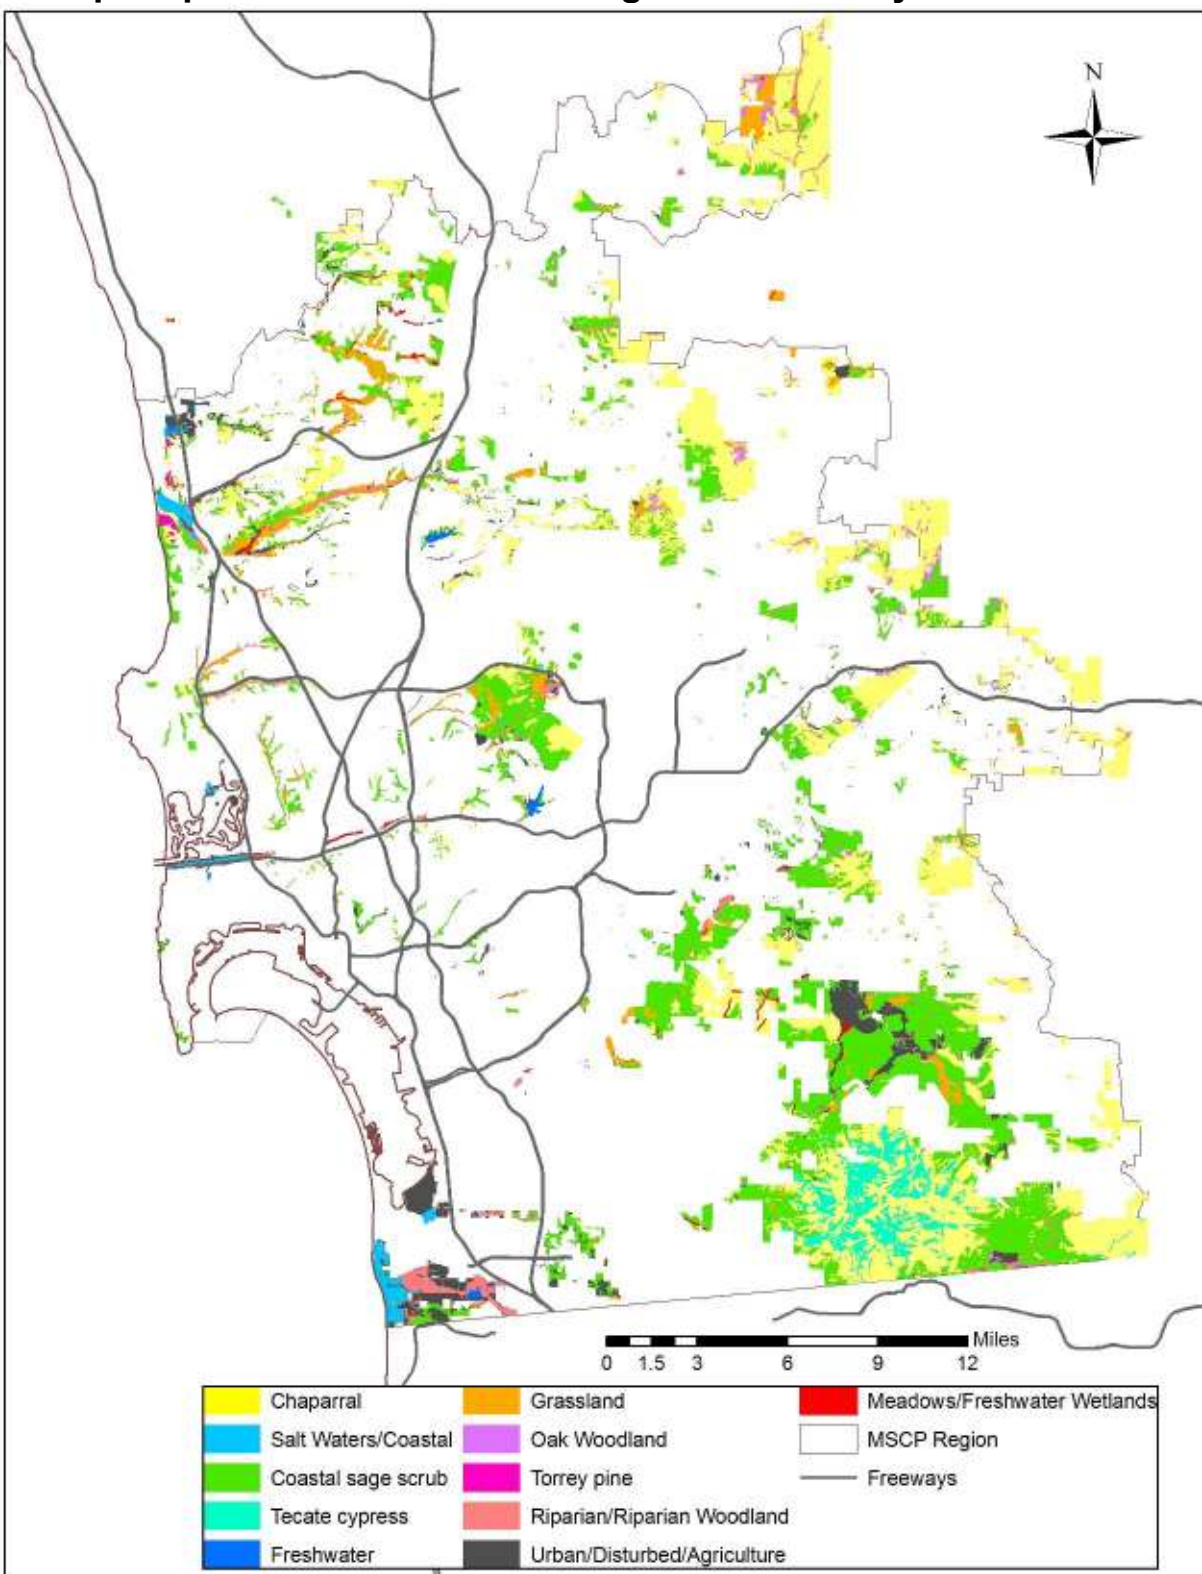 N
Miles
0 1.5 3 6 9 12
Chaparral Grassland Meadows/Freshwater Wetlands
Salt Waters/Coastal Oak Woodland MSCP Region
Coastal sage scrub Torrey pine Freeways
Tecate cypress Riparian/Riparian Woodland
Freshwater Urban/Disturbed/Agriculture